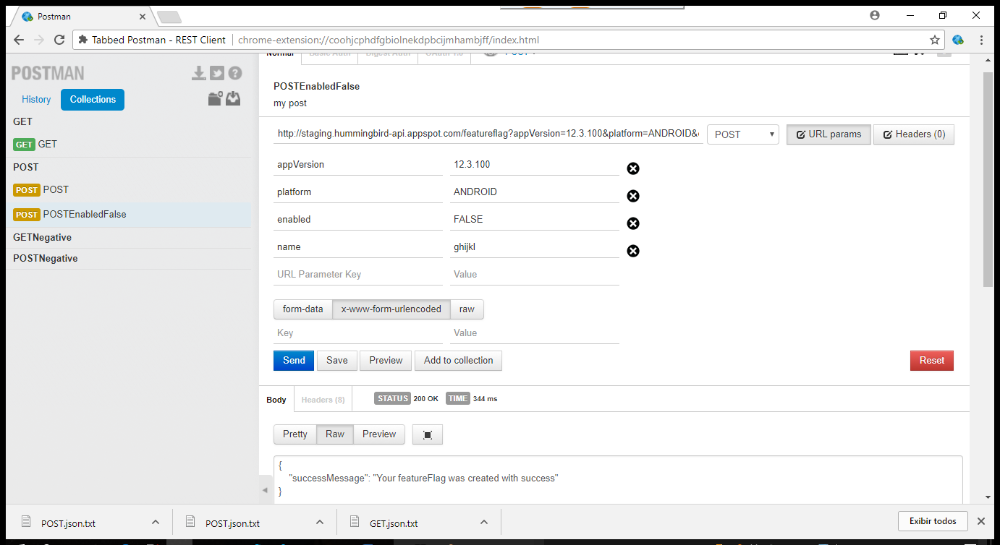 Postman
Tabbed Postman - REST Client chrome-extension://coohjcphdfgbiolnekdpbcijmhambjff/index.html
Normal Basic Auth Digest Auth OAuth 1.0
POSTMAN
History Collections
GET
GET GET
POST
POST POST
POST POSTEnabledFalse
GETNegative
POSTNegative
POSTEnabledFalse
my post
http://staging.hummingbird-api.appspot.com/featureflag?appVersion=12.3.100&platform=ANDROID& POST URL params Headers (0)
appVersion 12.3.100
platform ANDROID
enabled FALSE
name ghijkl
URL Parameter Key Value
form-data x-www-form-urlencoded raw
Key Value
Send Save Preview Add to collection Reset
Body Headers (8) STATUS 200 OK TIME 344 ms
Pretty Raw Preview
{
"successMessage": "Your featureFlag was created with success"
}
POST.json.txt POST.json.txt GET.json.txt Exibir todos